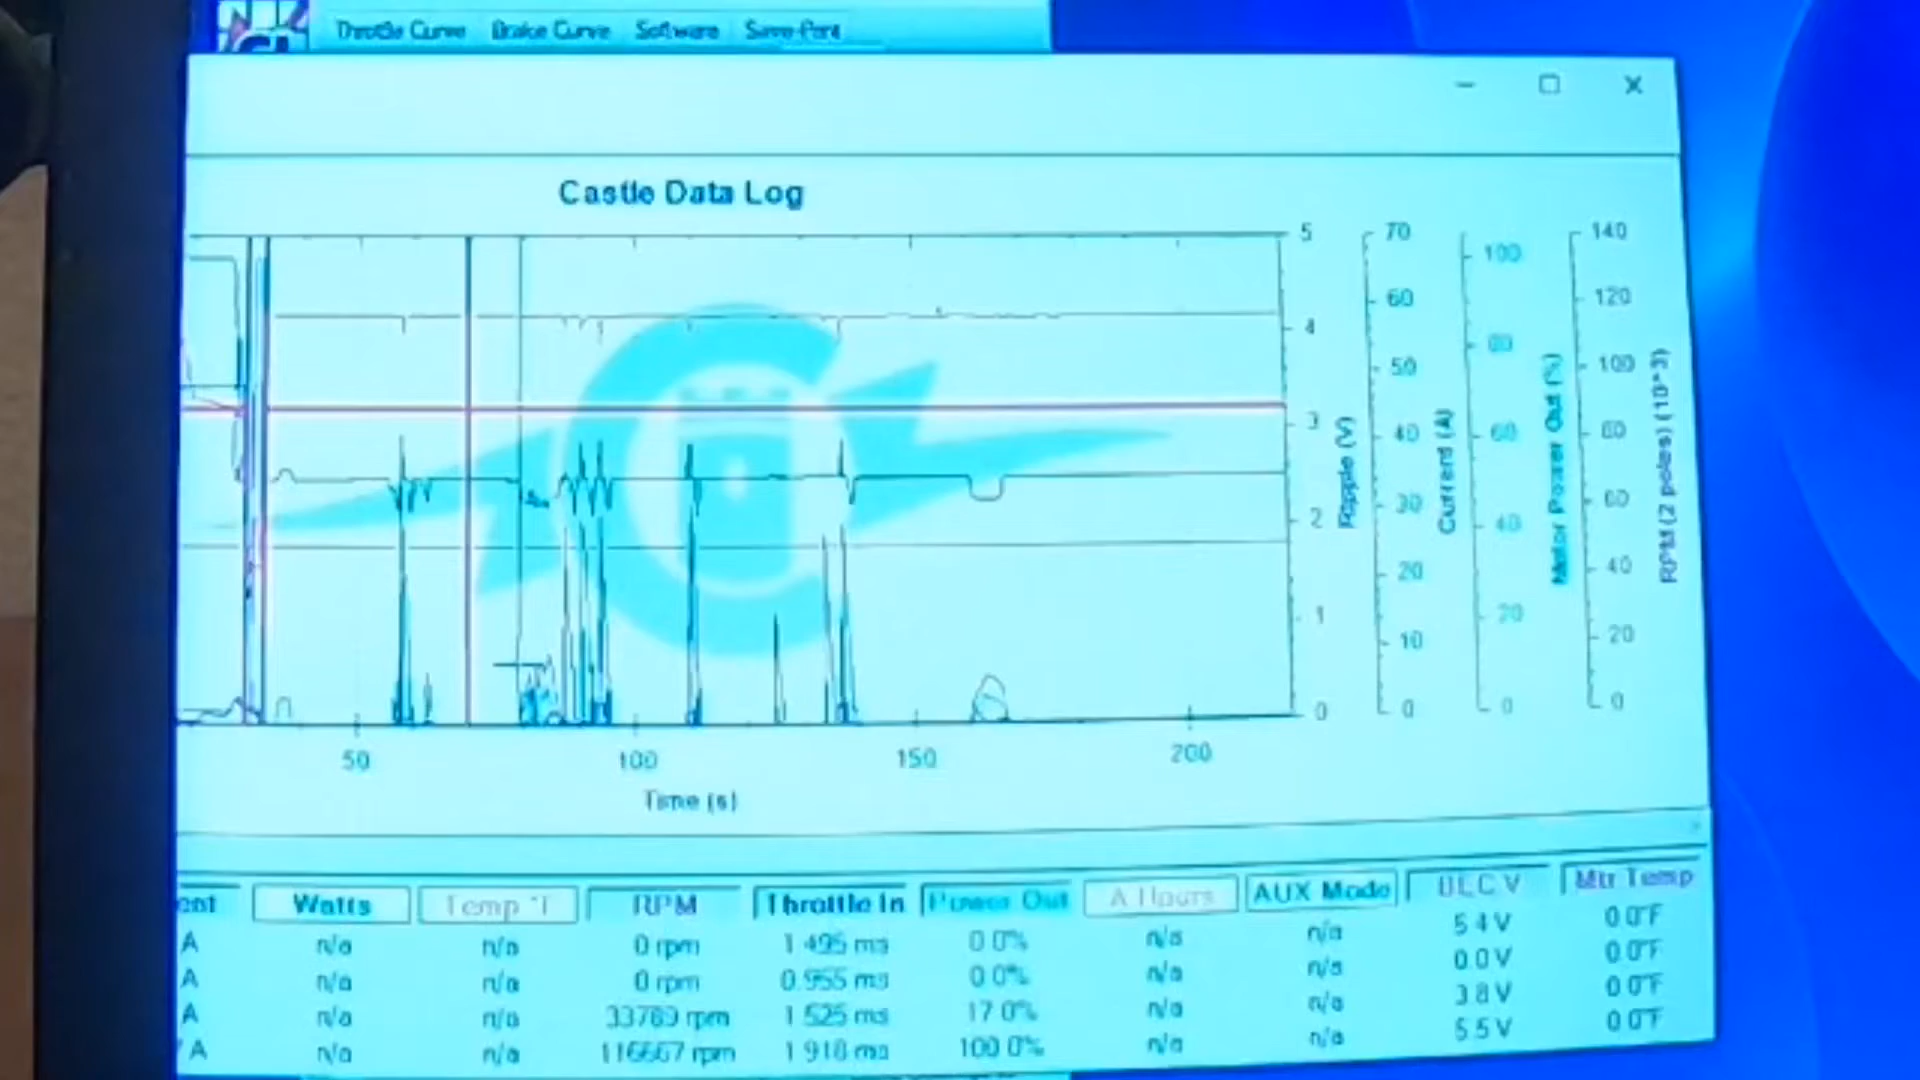 Throttle Curve Brake Curve Software
Castle Data Log
5 70 100 140
4 60 80 120
3 50 60 100
2 40 40 80
1 30 20 60
0 20 0 40
10 20
0 0
Ripple (V)
Current (A)
Motor Power Out (%)
RPM (2 poles) (10^3)
50 100 150 200
Time (s)
Watts RPM Throttle In Power Out A Hours AUX Mode Mtr Temp
A n/a n/a 0 rpm 1.495 ms 0.0% n/a n/a 5.4 V 0.0°F
A n/a n/a 0 rpm 0.955 ms 0.0% n/a n/a 0.0 V 0.0°F
A n/a n/a 33789 rpm 1.525 ms 17.0% n/a n/a 3.8 V 0.0°F
A n/a n/a 116667 rpm 1.918 ms 100.0% n/a n/a 5.5 V 0.0°F